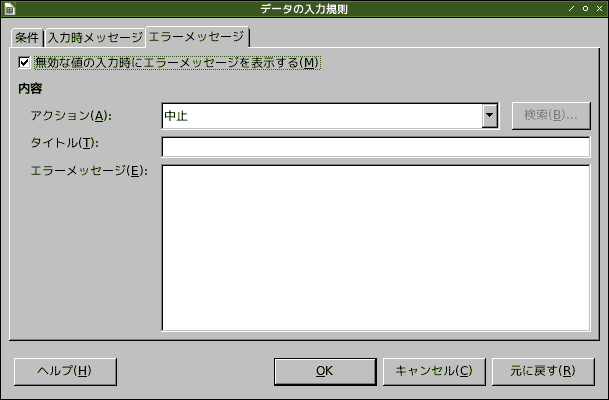 データの入力規則
条件 入力時メッセージ エラーメッセージ
無効な値の入力時にエラーメッセージを表示する(M)
内容
アクション(A): 中止 検索(B)...
タイトル(T):
エラーメッセージ(E):
ヘルプ(H) OK キャンセル(C) 元に戻す(R)